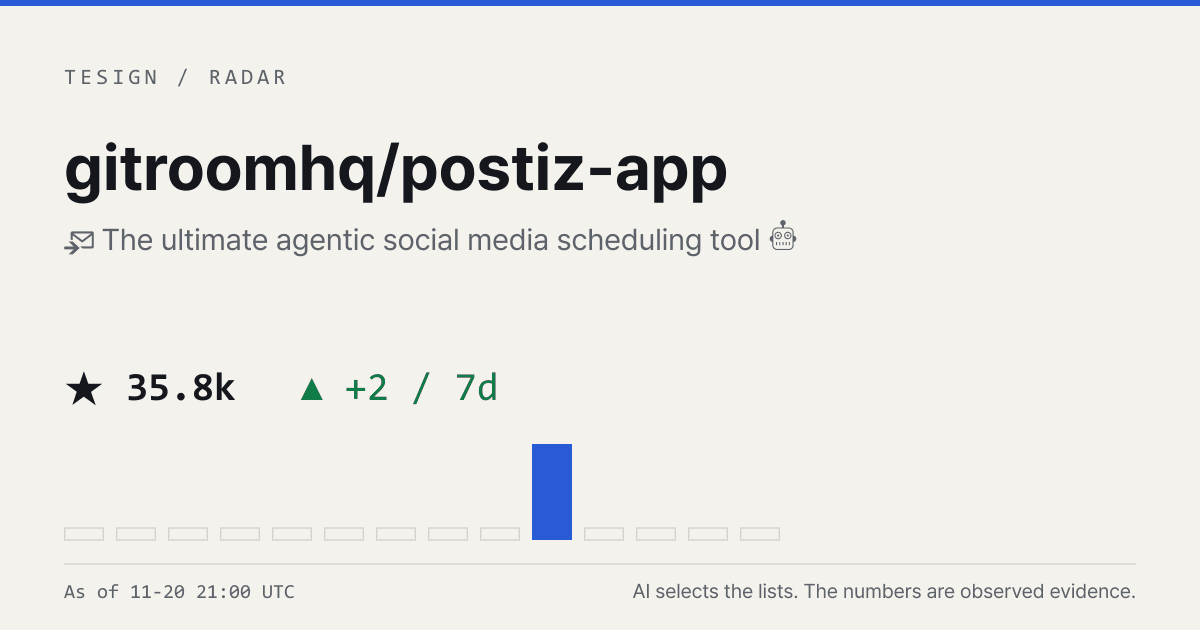 TESIGN / RADAR
gitroomhq/postiz-app
The ultimate agentic social media scheduling tool
★ 35.8k ▲ +2 / 7d
As of 11-20 21:00 UTC
AI selects the lists. The numbers are observed evidence.